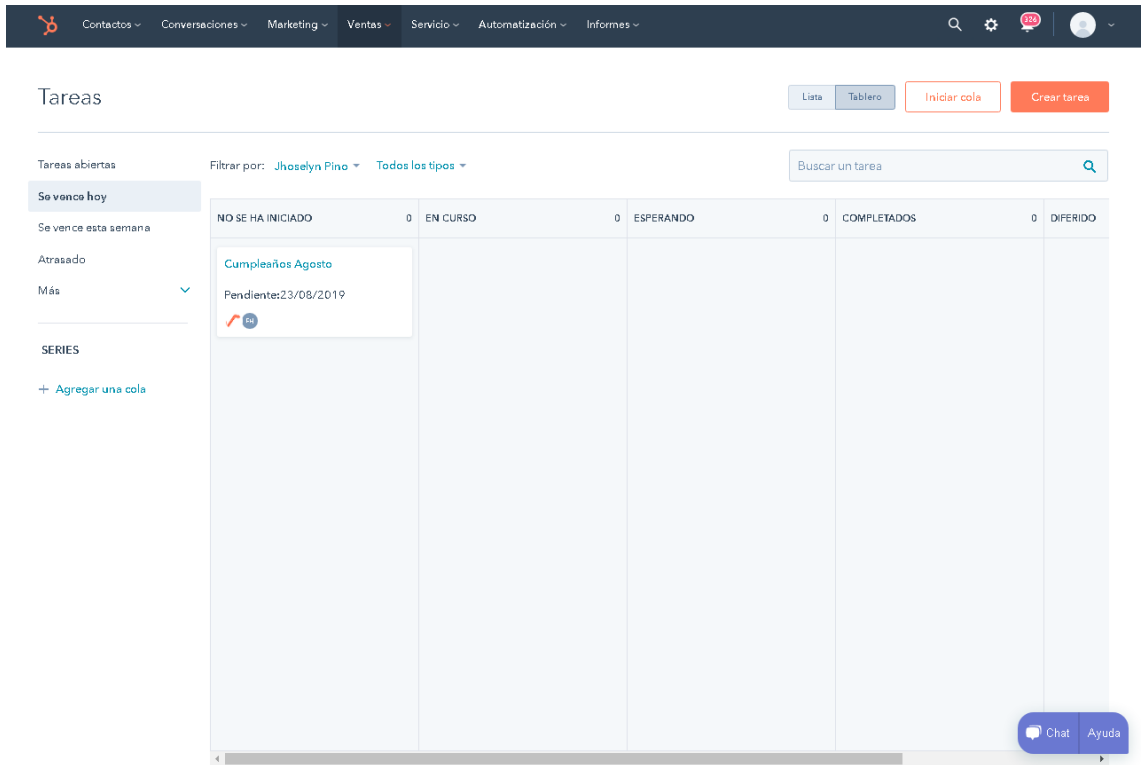 Contactos Conversaciones Marketing Ventas Servicio Automatización Informes 326
Tareas
Lista Tablero Iniciar cola Crear tarea
Tareas abiertas
Filtrar por: Jhoselyn Pino Todos los tipos
Buscar un tarea
Se vence hoy
Se vence esta semana
Atrasado
Más
SERIES
+ Agregar una cola
NO SE HA INICIADO 0 EN CURSO 0 ESPERANDO 0 COMPLETADOS 0 DIFERIDO
Cumpleaños Agosto
Pendiente:23/08/2019
FH
Chat Ayuda